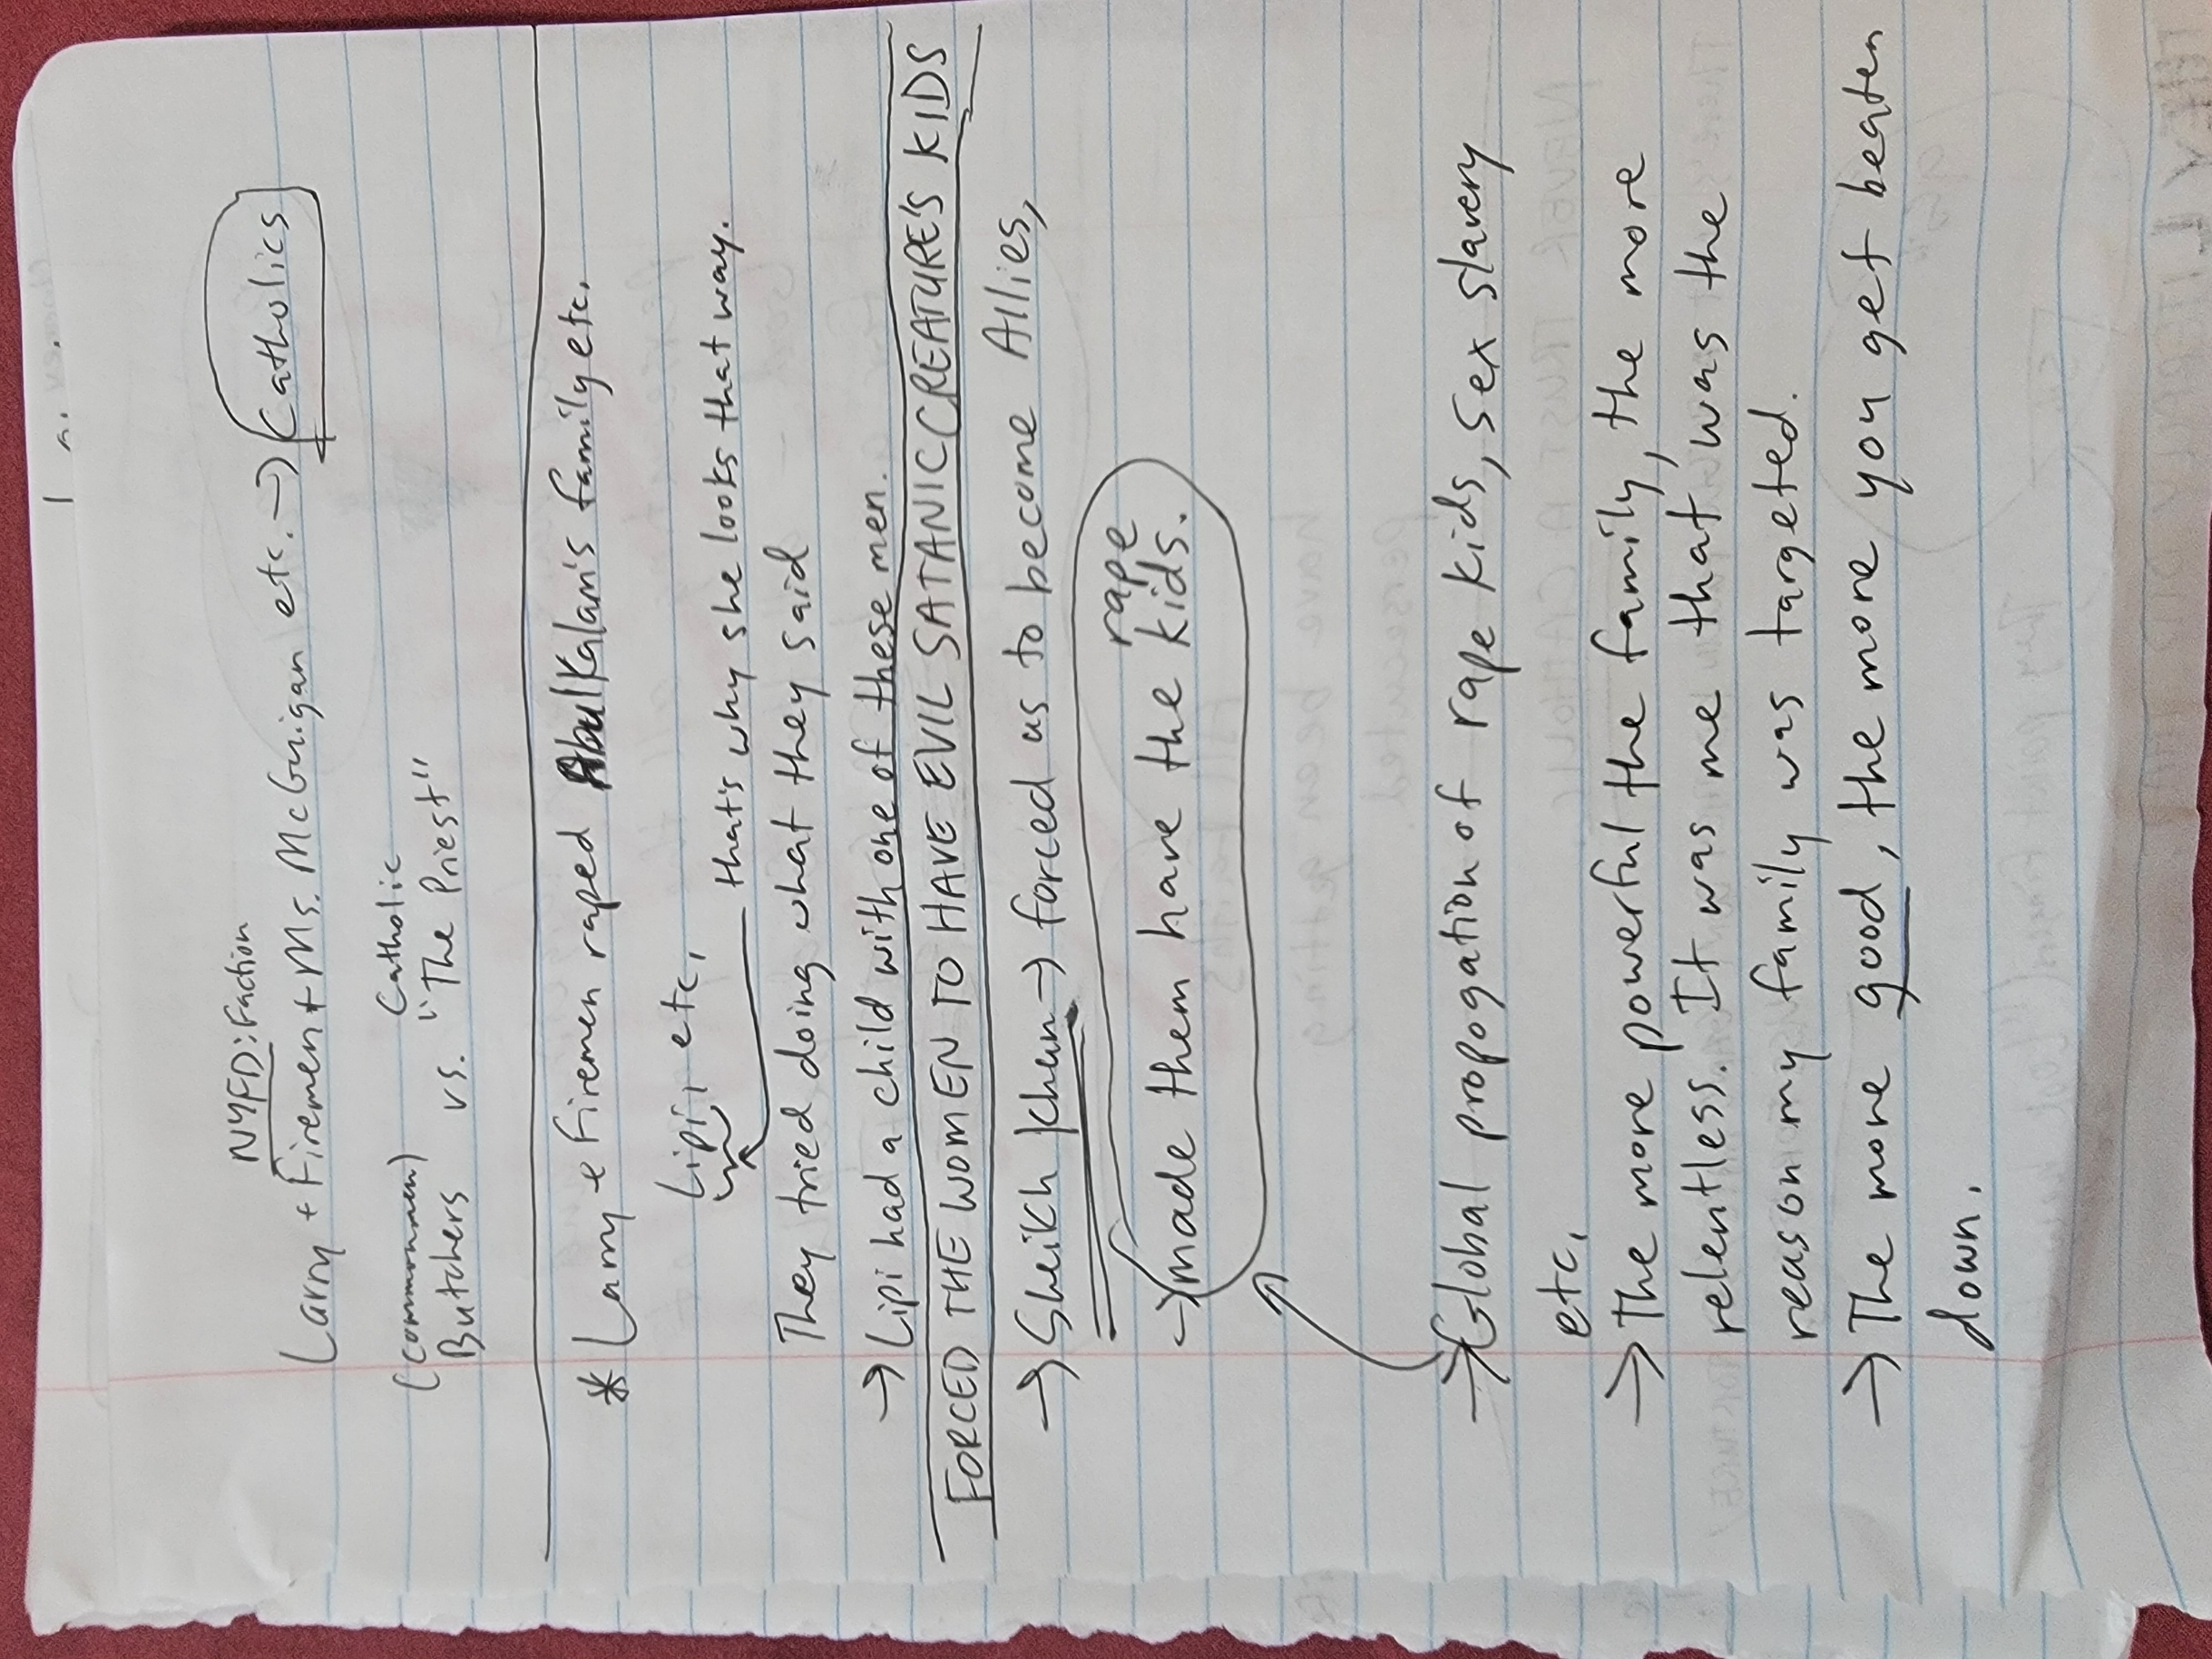 NYFD: Faction
Larry + Firemen + Ms. McGuigan etc. → Catholics
(commonmen) Catholic
Butchers vs. "The Priest"
* Larry & Firemen raped AbulKalam's family etc.
Lipi, etc,
that's why she looks that way.
They tried doing what they said
→ Lipi had a child with one of these men.
FORCED THE WOMEN TO HAVE EVIL SATANIC CREATURE'S KIDS
→ Sheikh Khan → forced us to become Allies,
rape
→ made them have the kids.
→ Global propogation of rape kids, sex slavery
etc,
→ The more powerful the family, the more
relentless. It was me that was the
reason my family was targeted.
→ The more good, the more you get beaten
down.